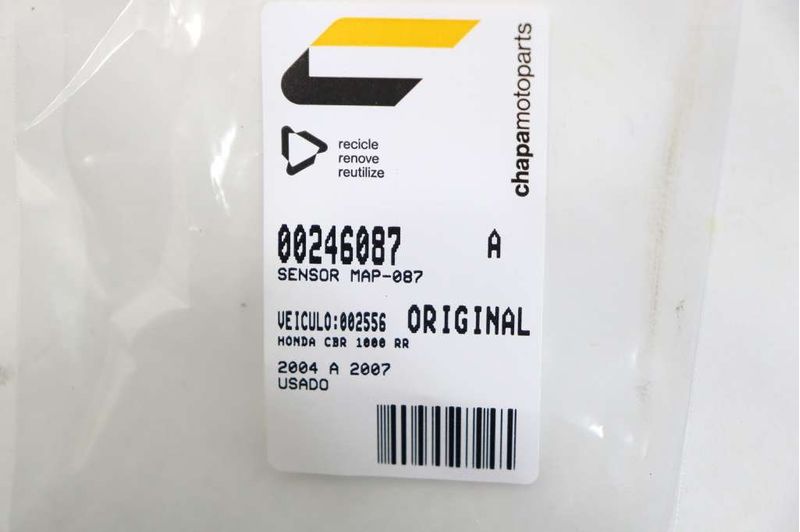 chapamotoparts
recicle
renove
reutilize
00246087 A
SENSOR MAP-087
VEICULO:002556 ORIGINAL
HONDA CBR 1000 RR
2004 A 2007
USADO